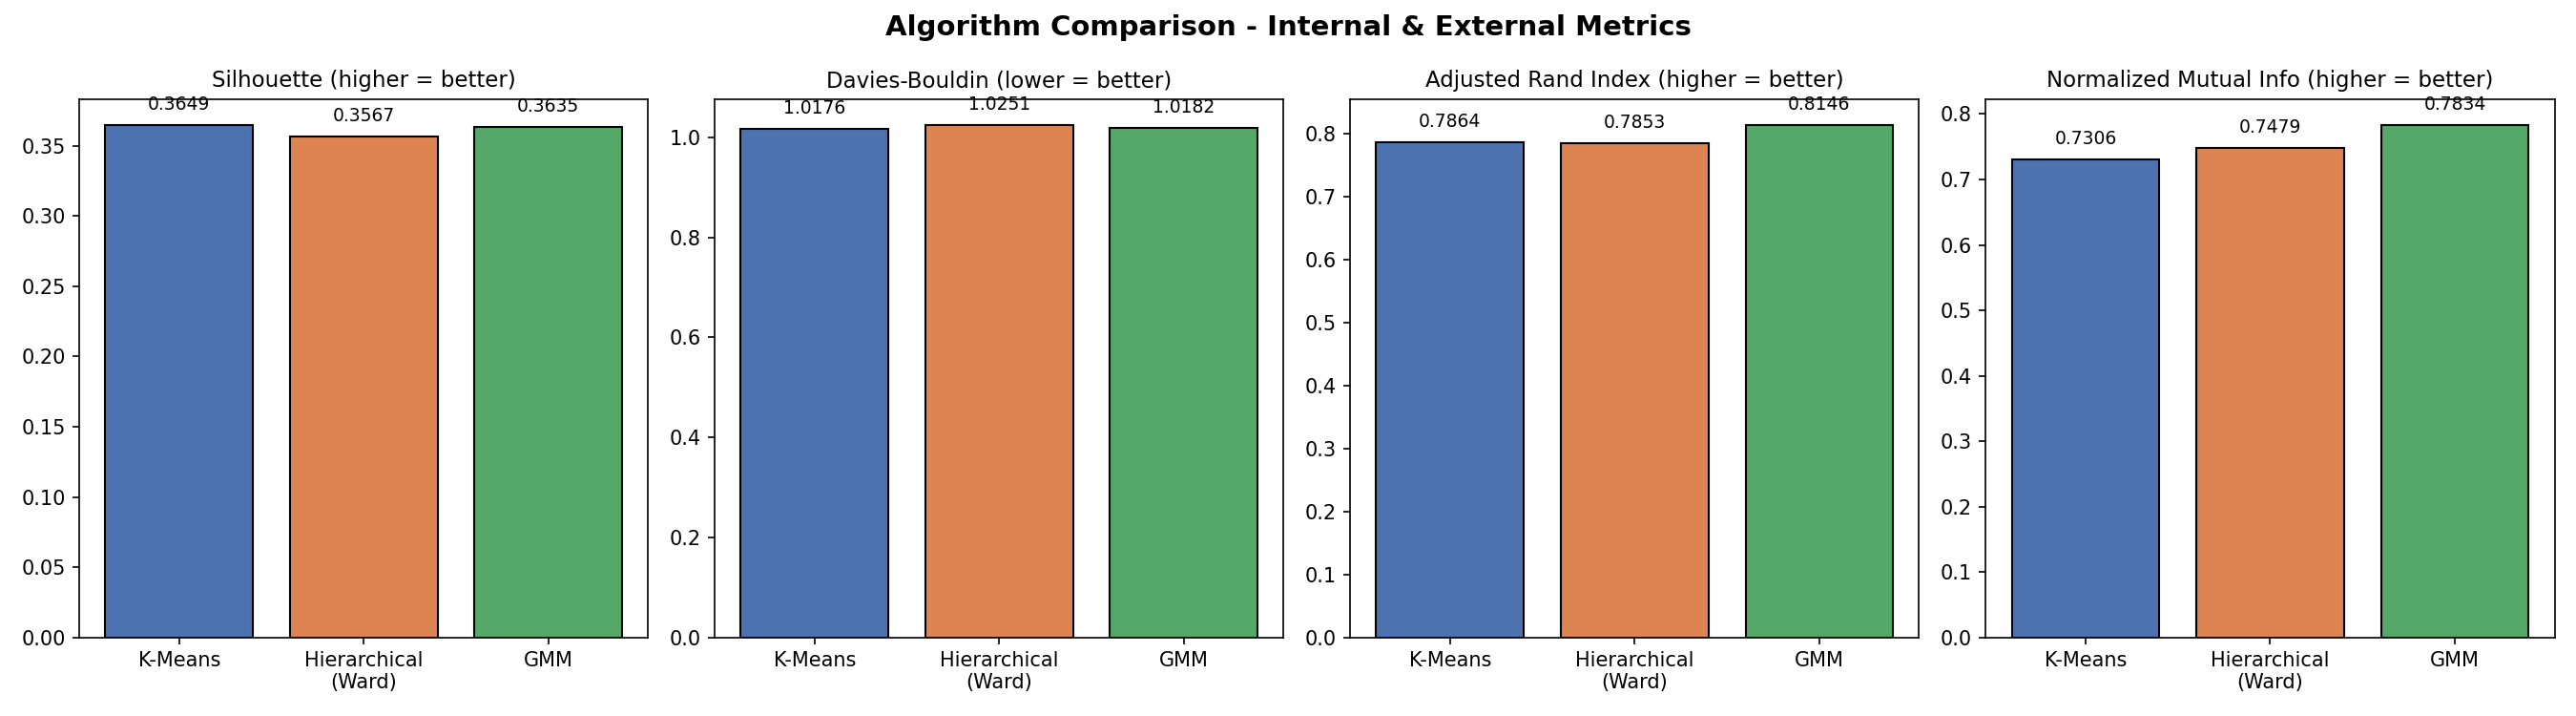 Algorithm Comparison - Internal & External Metrics
Silhouette (higher = better)
0.3649
0.3567
0.3635
0.35
0.30
0.25
0.20
0.15
0.10
0.05
0.00
K-Means
Hierarchical
(Ward)
GMM
Davies-Bouldin (lower = better)
1.0176
1.0251
1.0182
1.0
0.8
0.6
0.4
0.2
0.0
K-Means
Hierarchical
(Ward)
GMM
Adjusted Rand Index (higher = better)
0.7864
0.7853
0.8146
0.8
0.7
0.6
0.5
0.4
0.3
0.2
0.1
0.0
K-Means
Hierarchical
(Ward)
GMM
Normalized Mutual Info (higher = better)
0.7306
0.7479
0.7834
0.8
0.7
0.6
0.5
0.4
0.3
0.2
0.1
0.0
K-Means
Hierarchical
(Ward)
GMM